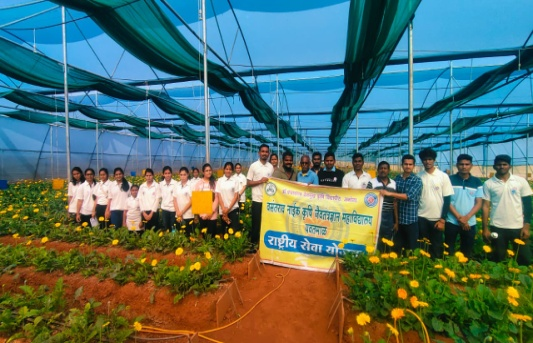 वसंतराव नाईक कृषि जैवतंत्रज्ञान महाविद्यालय
यवतमाळ
राष्ट्रीय सेवा यो